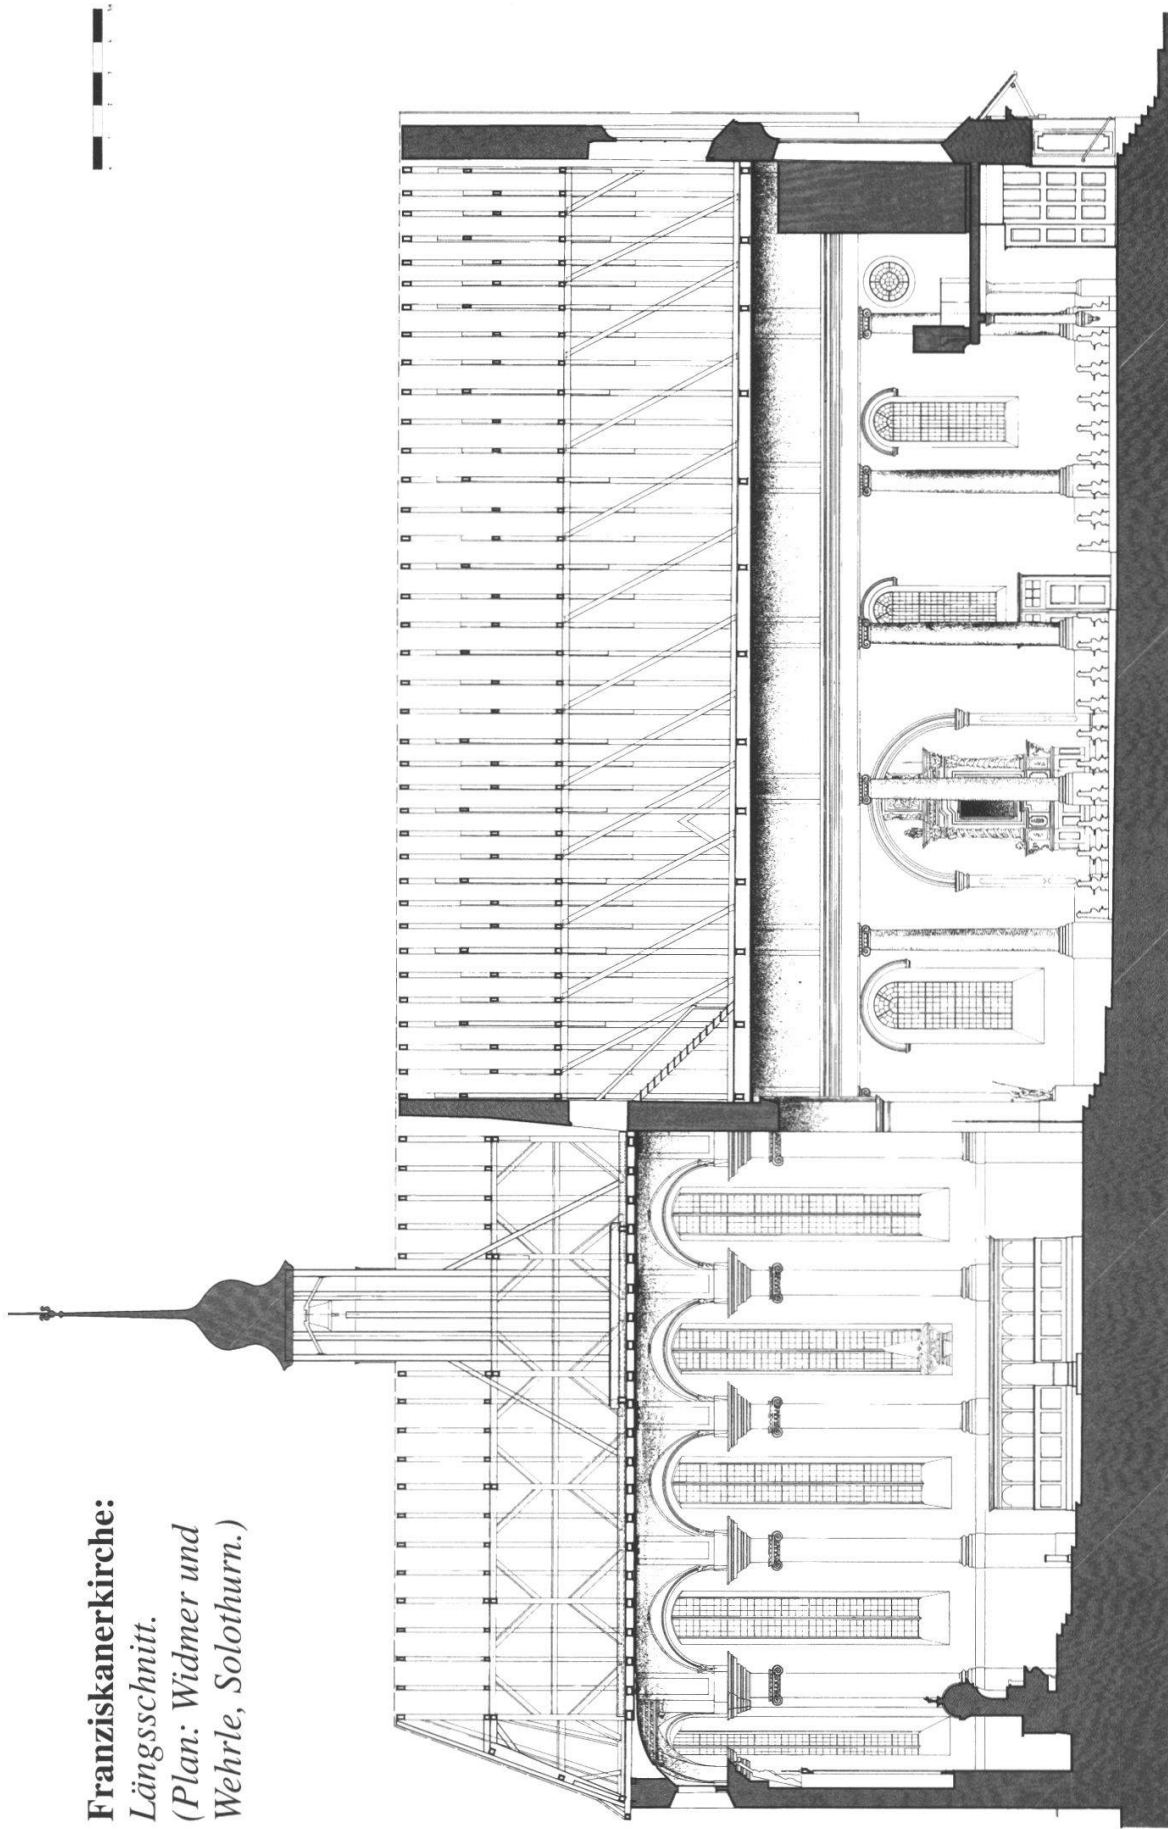 Franziskanerkirche:
Längsschnitt.
(Plan: Widmer und
Wehrle, Solothurn.)